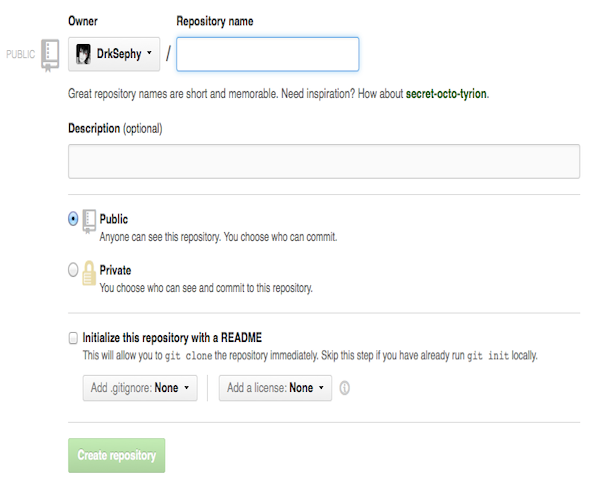 Owner Repository name
PUBLIC DrkSephy /
Great repository names are short and memorable. Need inspiration? How about secret-octo-tyrion.
Description (optional)
Public
Anyone can see this repository. You choose who can commit.
Private
You choose who can see and commit to this repository.
Initialize this repository with a README
This will allow you to git clone the repository immediately. Skip this step if you have already run git init locally.
Add .gitignore: None Add a license: None
Create repository